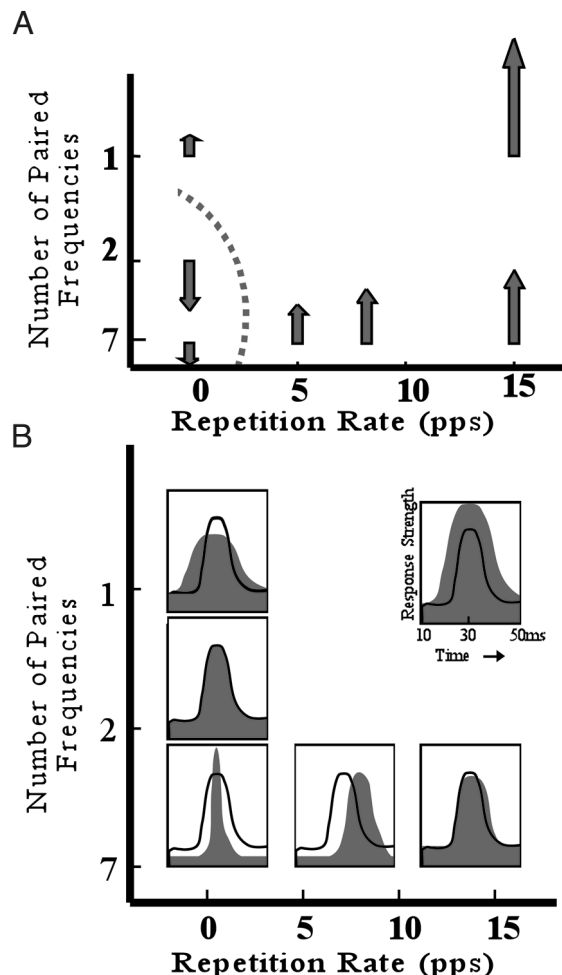 A
Number of Paired
Frequencies
1
2
7
0 5 10 15
Repetition Rate (pps)
B
Number of Paired
Frequencies
1
2
7
Response Strength
10 30 50ms
Time →
0 5 10 15
Repetition Rate (pps)